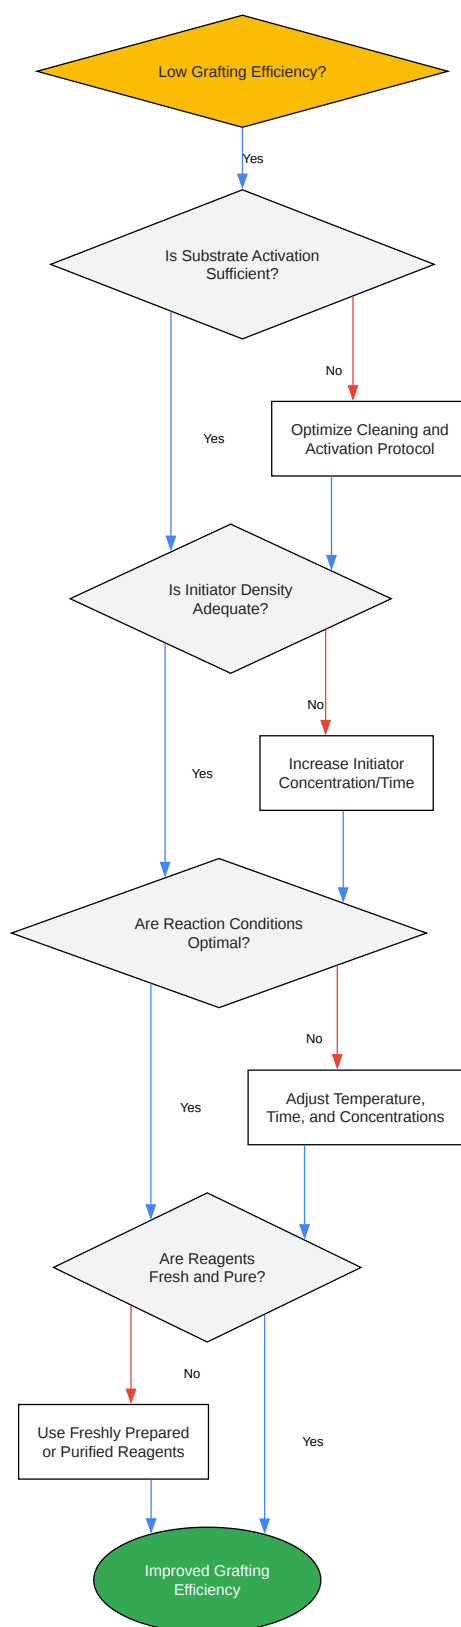 Low Grafting Efficiency?
Yes
Is Substrate Activation
Sufficient?
No
Optimize Cleaning and
Activation Protocol
Yes
Is Initiator Density
Adequate?
No
Increase Initiator
Concentration/Time
Yes
Are Reaction Conditions
Optimal?
No
Adjust Temperature,
Time, and Concentrations
Yes
Are Reagents
Fresh and Pure?
No
Use Freshly Prepared
or Purified Reagents
Yes
Improved Grafting
Efficiency